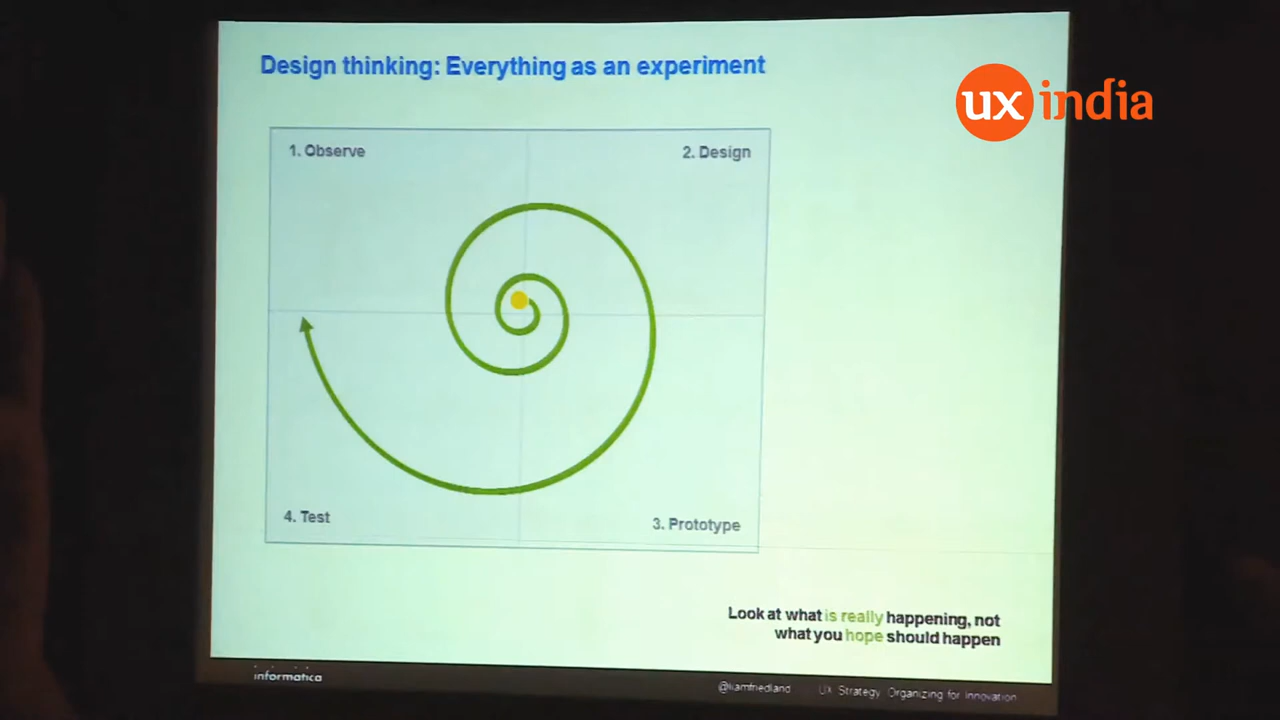 Design thinking: Everything as an experiment
ux india
1. Observe
2. Design
4. Test
3. Prototype
Look at what is really happening, not
what you hope should happen
informatica
@liamfriedland
UX Strategy Organizing for Innovation